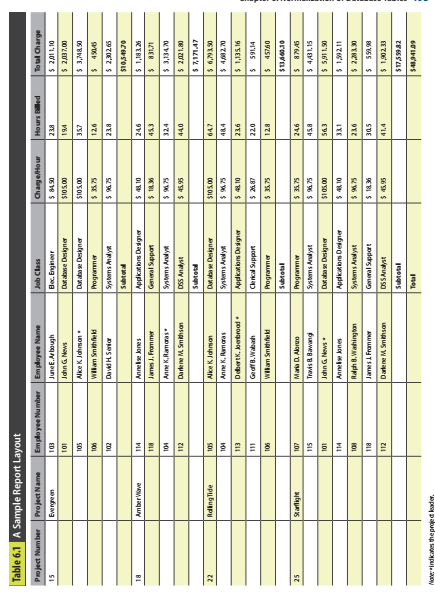 Table 6.1 A Sample Report Layout
Project Number Project Name Employee Number Employee Name Job Class Charge/Hour Hours Billed Total Charge
15 Evergreen 103 June E. Arbough Elec. Engineer $ 84.50 23.8 $ 2,011.10
101 John G. News Database Designer $105.00 19.4 $ 2,037.00
105 Alice K. Johnson * Database Designer $105.00 35.7 $ 3,748.50
106 William Smithfield Programmer $ 35.75 12.6 $ 450.45
102 David H. Senior Systems Analyst $ 96.75 23.8 $ 2,302.65
Subtotal $10,549.70
18 Amber Wave 114 Annelise Jones Applications Designer $ 48.10 24.6 $ 1,183.26
118 James J. Frommer General Support $ 18.36 45.3 $ 831.71
104 Anne K. Ramoras * Systems Analyst $ 96.75 32.4 $ 3,134.70
112 Darlene M. Smithson DSS Analyst $ 45.95 44.0 $ 2,021.80
Subtotal $ 7,171.47
22 Rolling Tide 105 Alice K. Johnson Database Designer $105.00 64.7 $ 6,793.50
104 Anne K. Ramoras Systems Analyst $ 96.75 48.4 $ 4,682.70
113 Delbert K. Joenbrood * Applications Designer $ 48.10 23.6 $ 1,135.16
111 Geoff B. Wabash Clerical Support $ 26.87 22.0 $ 591.14
106 William Smithfield Programmer $ 35.75 12.8 $ 457.60
Subtotal $13,660.10
25 Starflight 107 Maria D. Alonzo Programmer $ 35.75 24.6 $ 879.45
115 Travis B. Bawangi Systems Analyst $ 96.75 45.8 $ 4,431.15
101 John G. News * Database Designer $105.00 56.3 $ 5,911.50
114 Annelise Jones Applications Designer $ 48.10 33.1 $ 1,592.11
108 Ralph B. Washington Systems Analyst $ 96.75 23.6 $ 2,283.30
118 James J. Frommer General Support $ 18.36 30.5 $ 559.98
112 Darlene M. Smithson DSS Analyst $ 45.95 41.4 $ 1,902.33
Subtotal $17,559.82
Total $48,941.09
Note: * indicates the project leader.